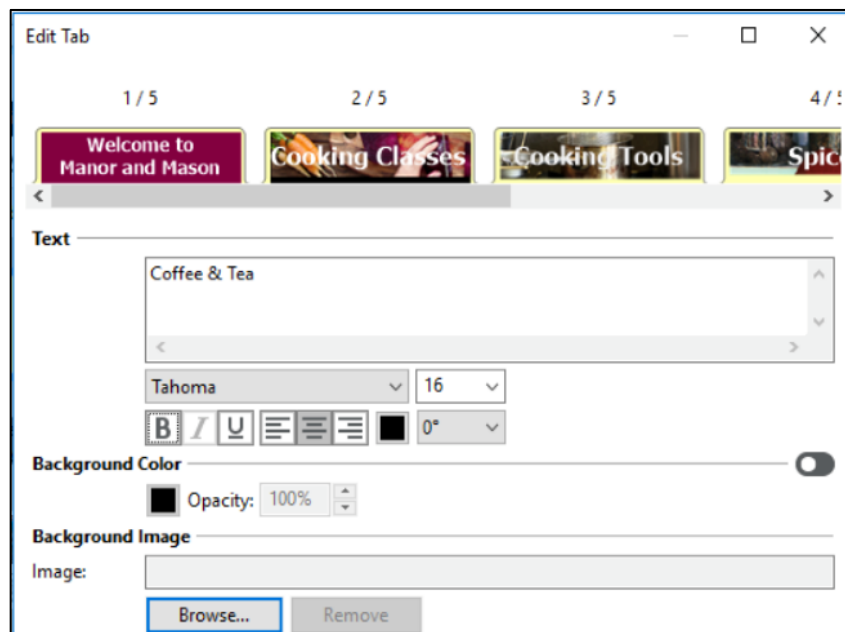 Edit Tab
1 / 5
2 / 5
3 / 5
4 /
Welcome to
Manor and Mason
Cooking Classes
Cooking Tools
Spic
Text
Coffee & Tea
Tahoma
16
B I U
0°
Background Color
Opacity: 100%
Background Image
Image:
Browse... Remove